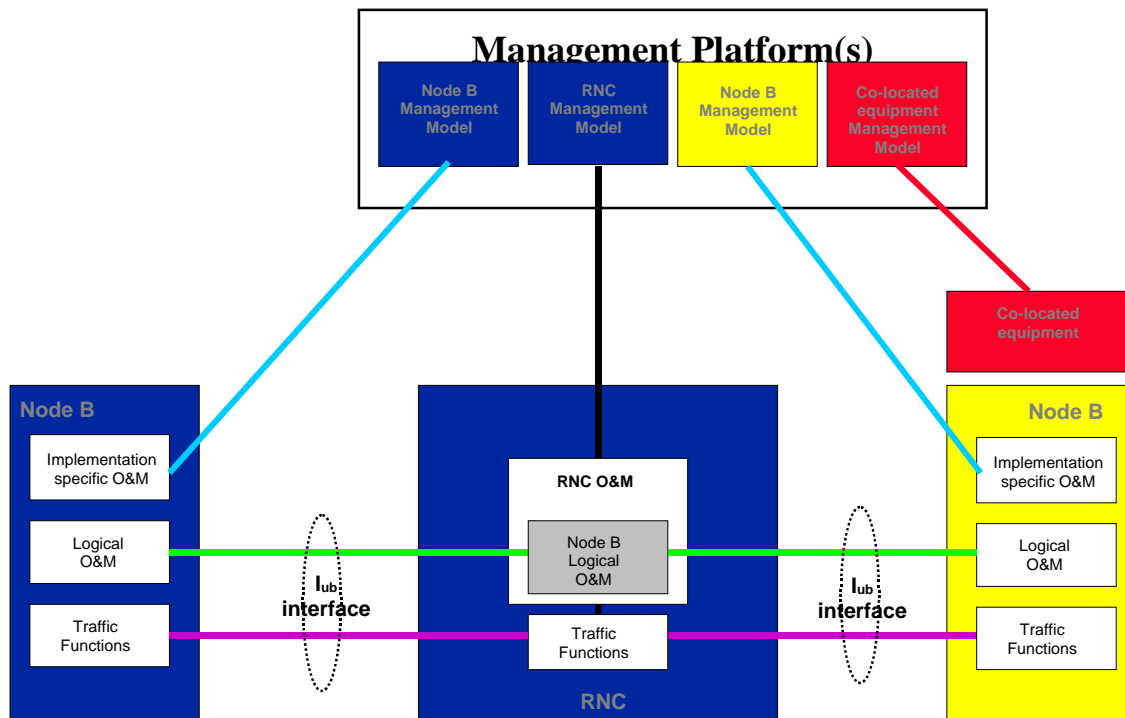 Management Platform(s)
Node B
Management
Model
RNC
Management
Model
Node B
Management
Model
Co-located
equipment
Management
Model
Co-located
equipment
Node B
Implementation
specific O&M
Logical
O&M
Traffic
Functions
Iub
interface
RNC O&M
Node B
Logical
O&M
Traffic
Functions
RNC
Iub
interface
Node B
Implementation
specific O&M
Logical
O&M
Traffic
Functions